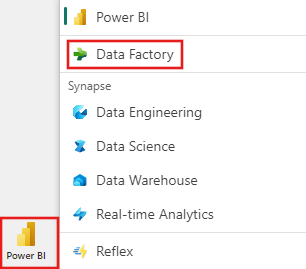 Power BI
Data Factory
Synapse
Data Engineering
Data Science
Data Warehouse
Real-time Analytics
Reflex
Power BI